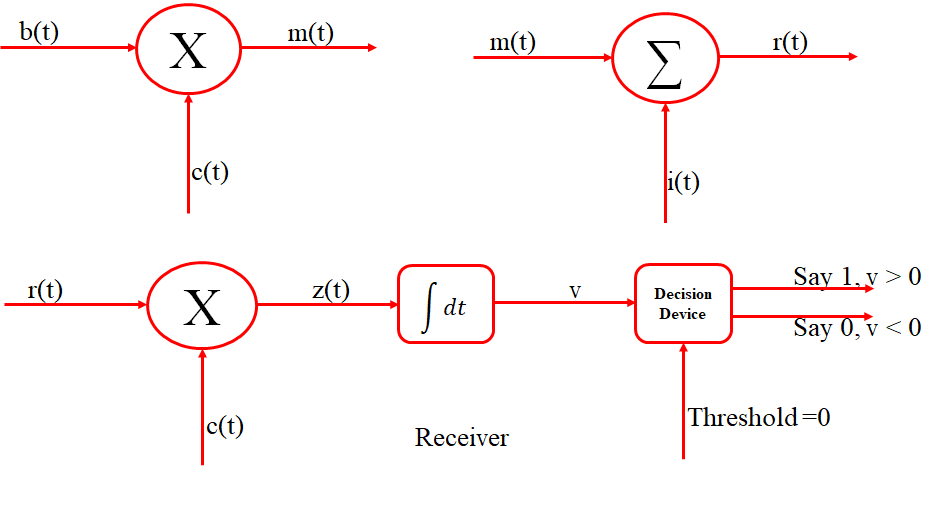 b(t)
X
m(t)
c(t)
m(t)
∑
r(t)
i(t)
r(t)
X
z(t)
∫ dt
v
Decision
Device
Say 1, v > 0
Say 0, v < 0
c(t)
Threshold=0
Receiver